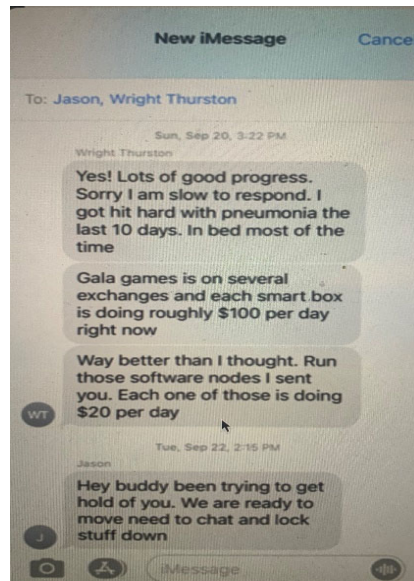 New iMessage
Cance
To: Jason, Wright Thurston
Sun, Sep 20, 3:22 PM
Wright Thurston
Yes! Lots of good progress.
Sorry I am slow to respond. I
got hit hard with pneumonia the
last 10 days. In bed most of the
time
Gala games is on several
exchanges and each smart box
is doing roughly $100 per day
right now
Way better than I thought. Run
those software nodes I sent
you. Each one of those is doing
$20 per day
WT
Tue, Sep 22, 2:15 PM
Jason
Hey buddy been trying to get
hold of you. We are ready to
move need to chat and lock
stuff down
J
iMessage